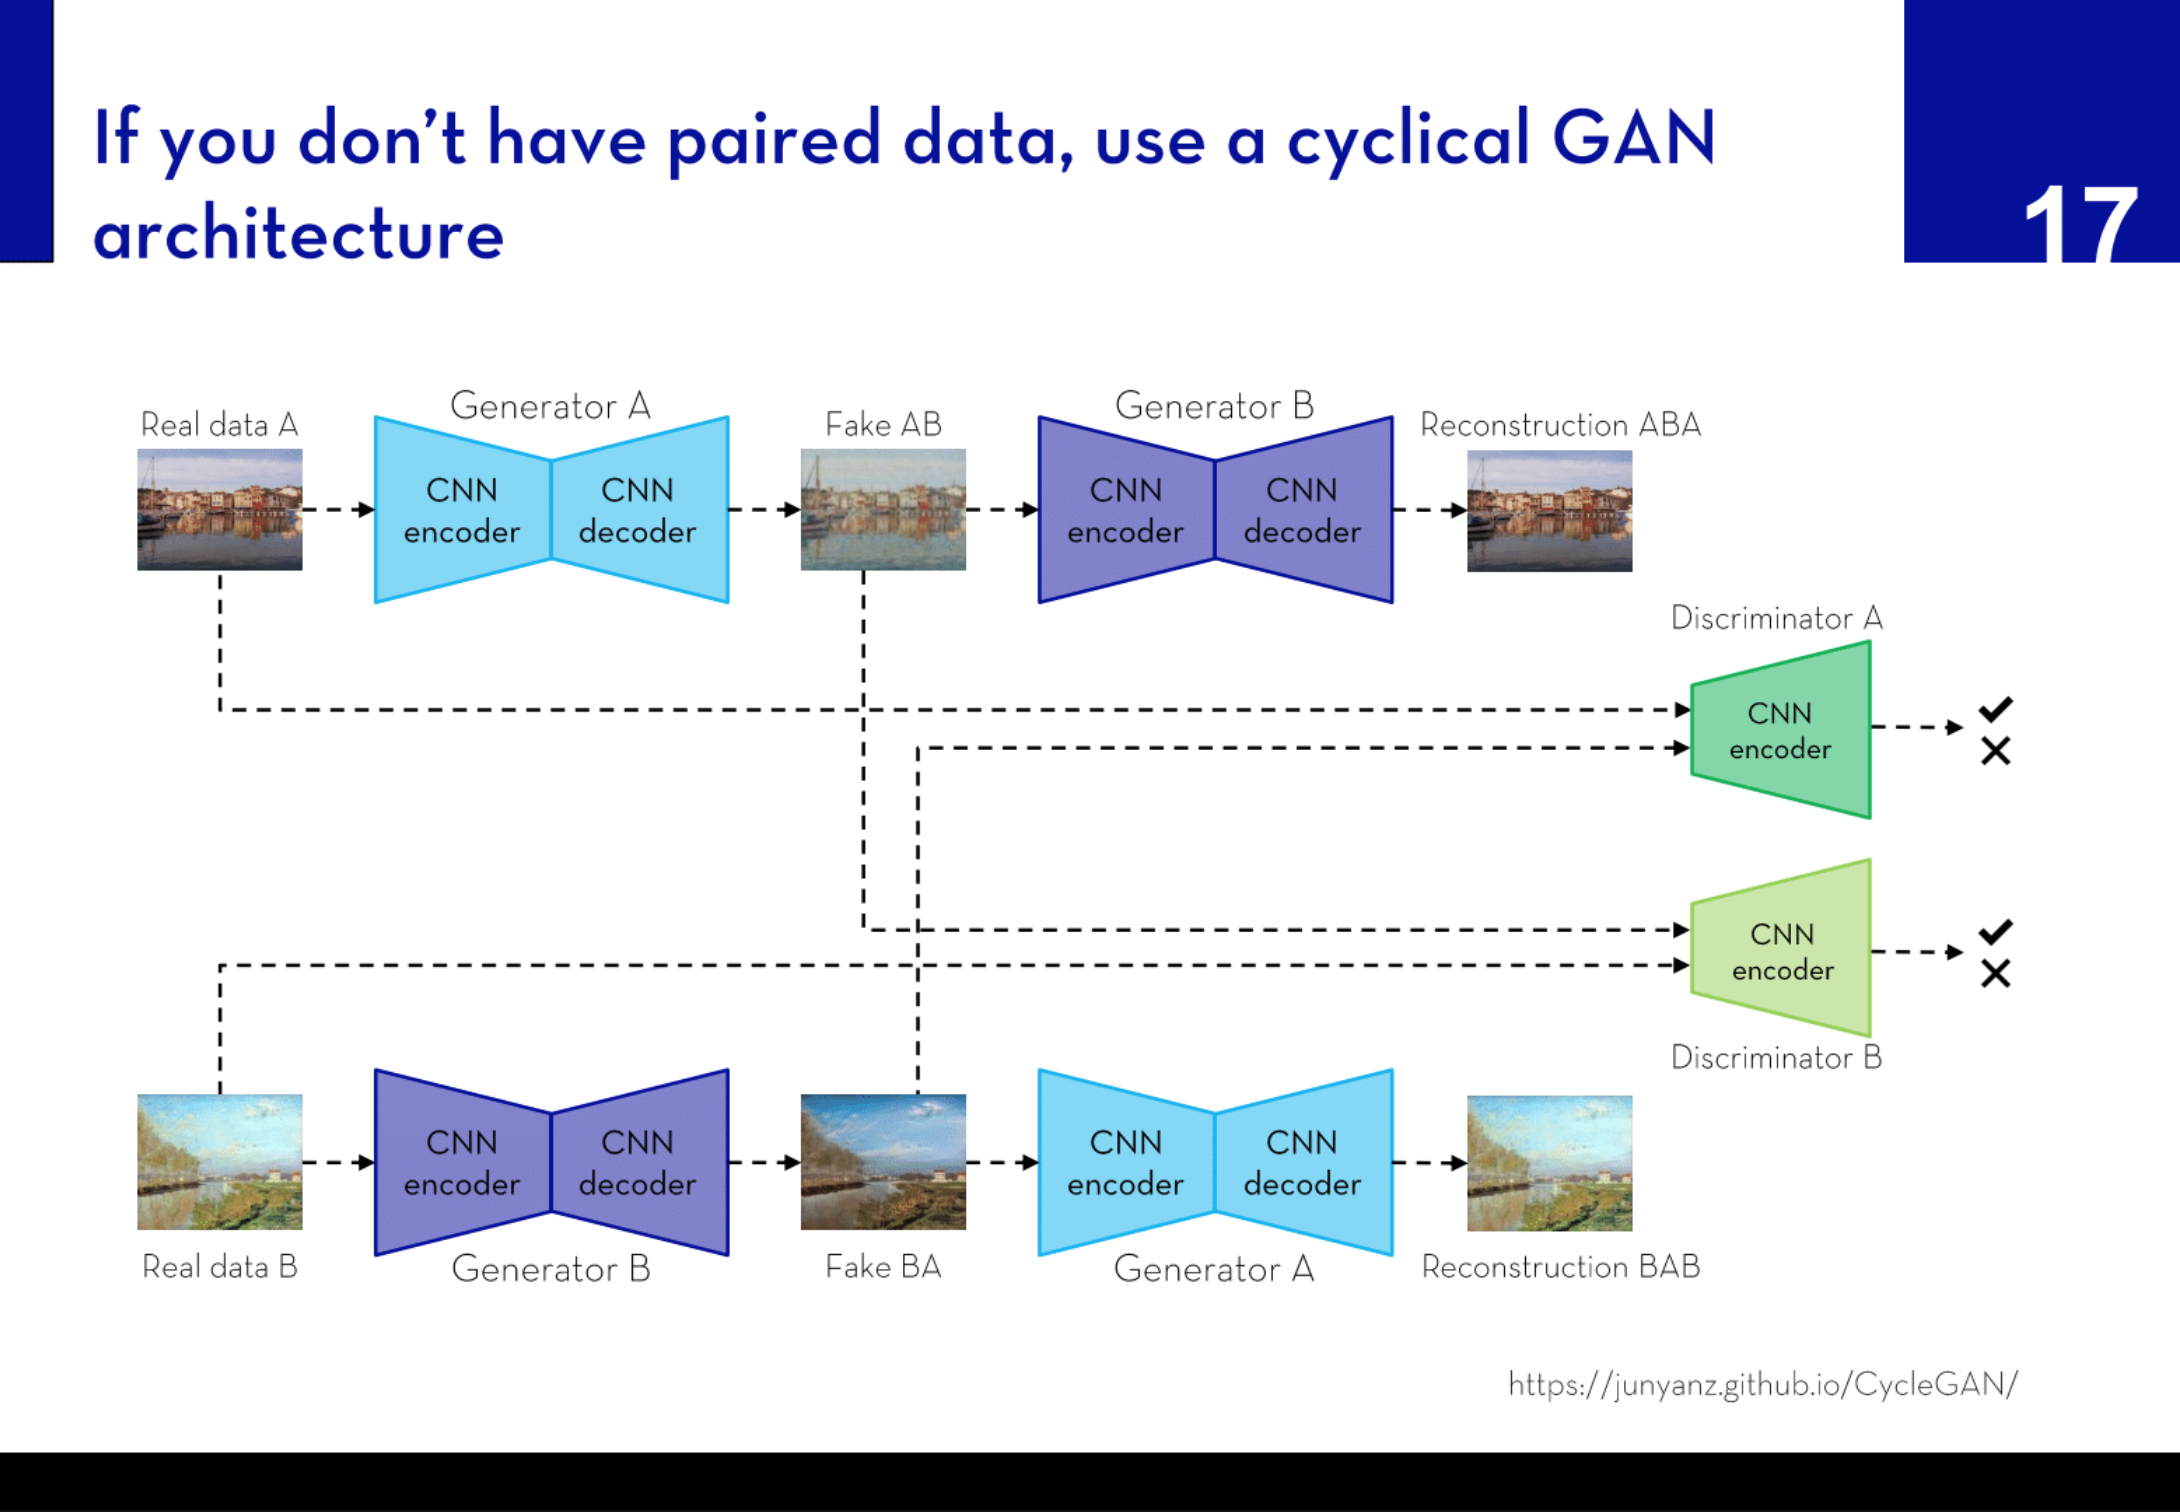 If you don't have paired data, use a cyclical GAN
architecture
17
Generator A
Generator B
Real data A
Fake AB
Reconstruction ABA
CNN
encoder
CNN
decoder
CNN
encoder
CNN
decoder
Discriminator A
CNN
encoder
CNN
encoder
Discriminator B
CNN
encoder
CNN
decoder
CNN
encoder
CNN
decoder
Real data B
Generator B
Fake BA
Generator A
Reconstruction BAB
https://junyanz.github.io/CycleGAN/